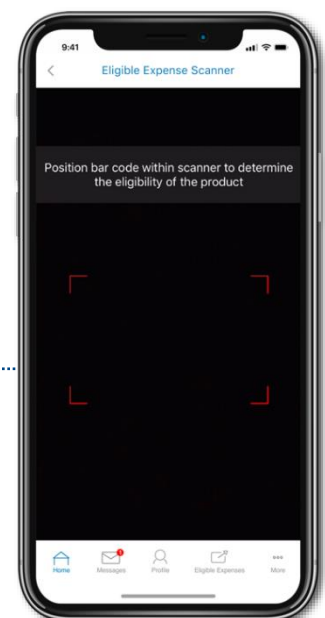 9:41
Eligible Expense Scanner
Position bar code within scanner to determine
the eligibility of the product
1
Home Messages Profile Eligible Expenses More